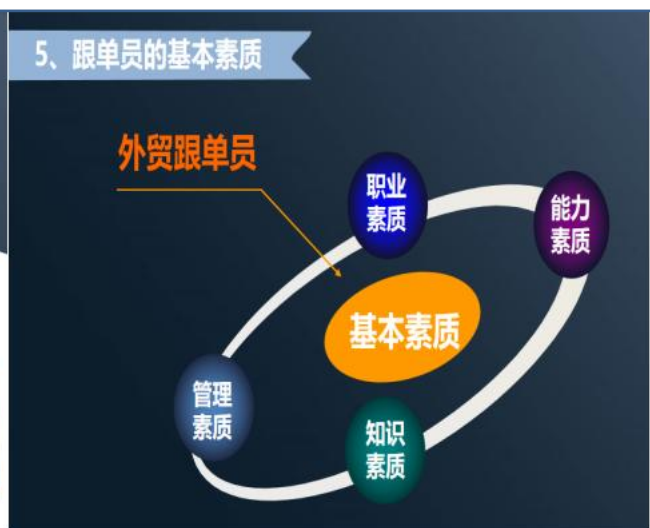 5、跟单员的基本素质
外贸跟单员
职业
素质
能力
素质
基本素质
管理
素质
知识
素质